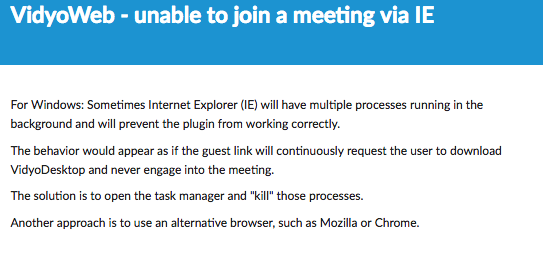 VidyoWeb - unable to join a meeting via IE
For Windows: Sometimes Internet Explorer (IE) will have multiple processes running in the
background and will prevent the plugin from working correctly.
The behavior would appear as if the guest link will continuously request the user to download
VidyoDesktop and never engage into the meeting.
The solution is to open the task manager and "kill" those processes.
Another approach is to use an alternative browser, such as Mozilla or Chrome.